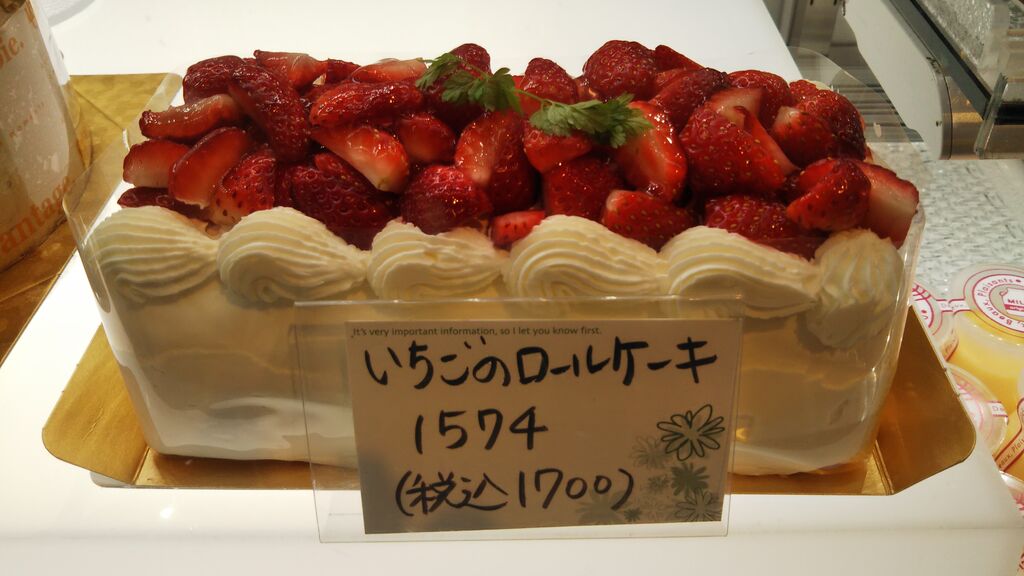 It's very important information, so I let you know first.
いちごのロールケーキ
1574
(税込1700)